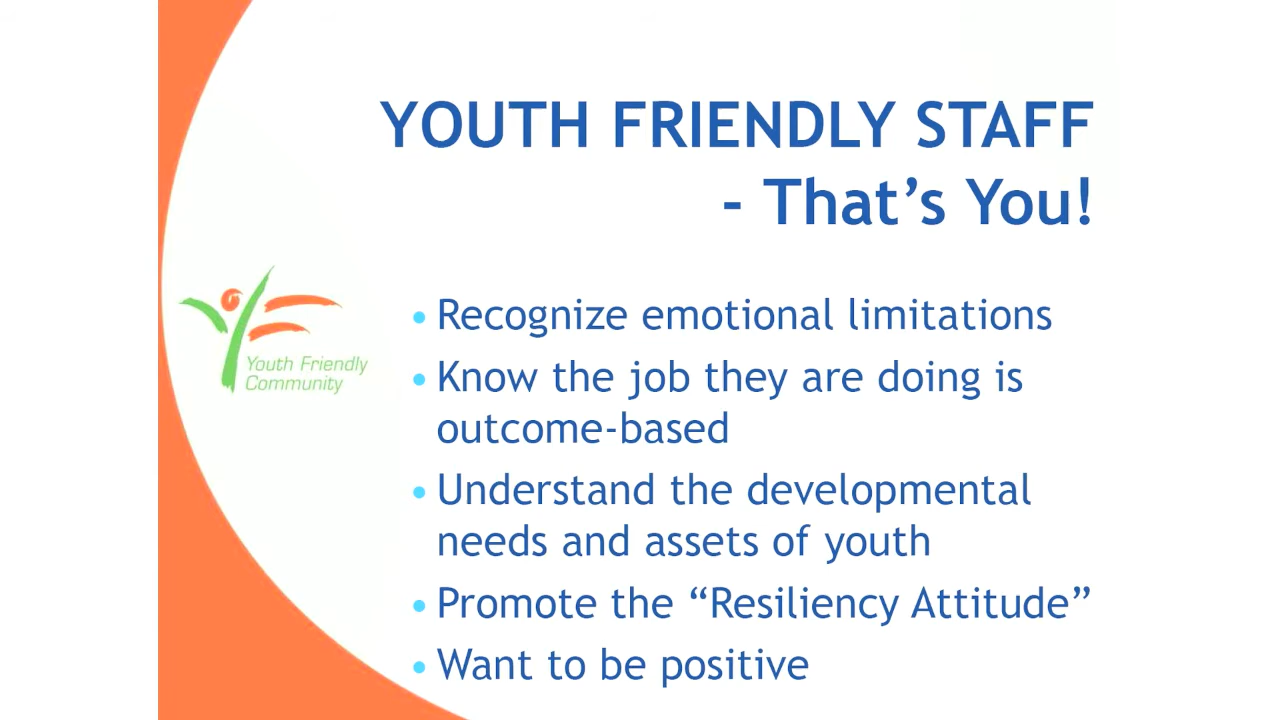 YOUTH FRIENDLY STAFF
- That’s You!
Youth Friendly
Community
• Recognize emotional limitations
• Know the job they are doing is
outcome-based
• Understand the developmental
needs and assets of youth
• Promote the “Resiliency Attitude”
• Want to be positive